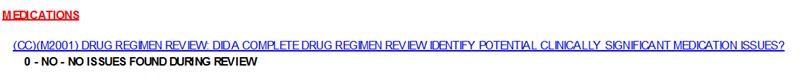 MEDICATIONS
(CC)(M2001) DRUG REGIMEN REVIEW: DID A COMPLETE DRUG REGIMEN REVIEW IDENTIFY POTENTIAL CLINICALLY SIGNIFICANT MEDICATION ISSUES?
0 - NO - NO ISSUES FOUND DURING REVIEW